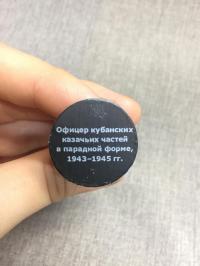 Офицер кубанских
казачьих частей
в парадной форме,
1943–1945 гг.